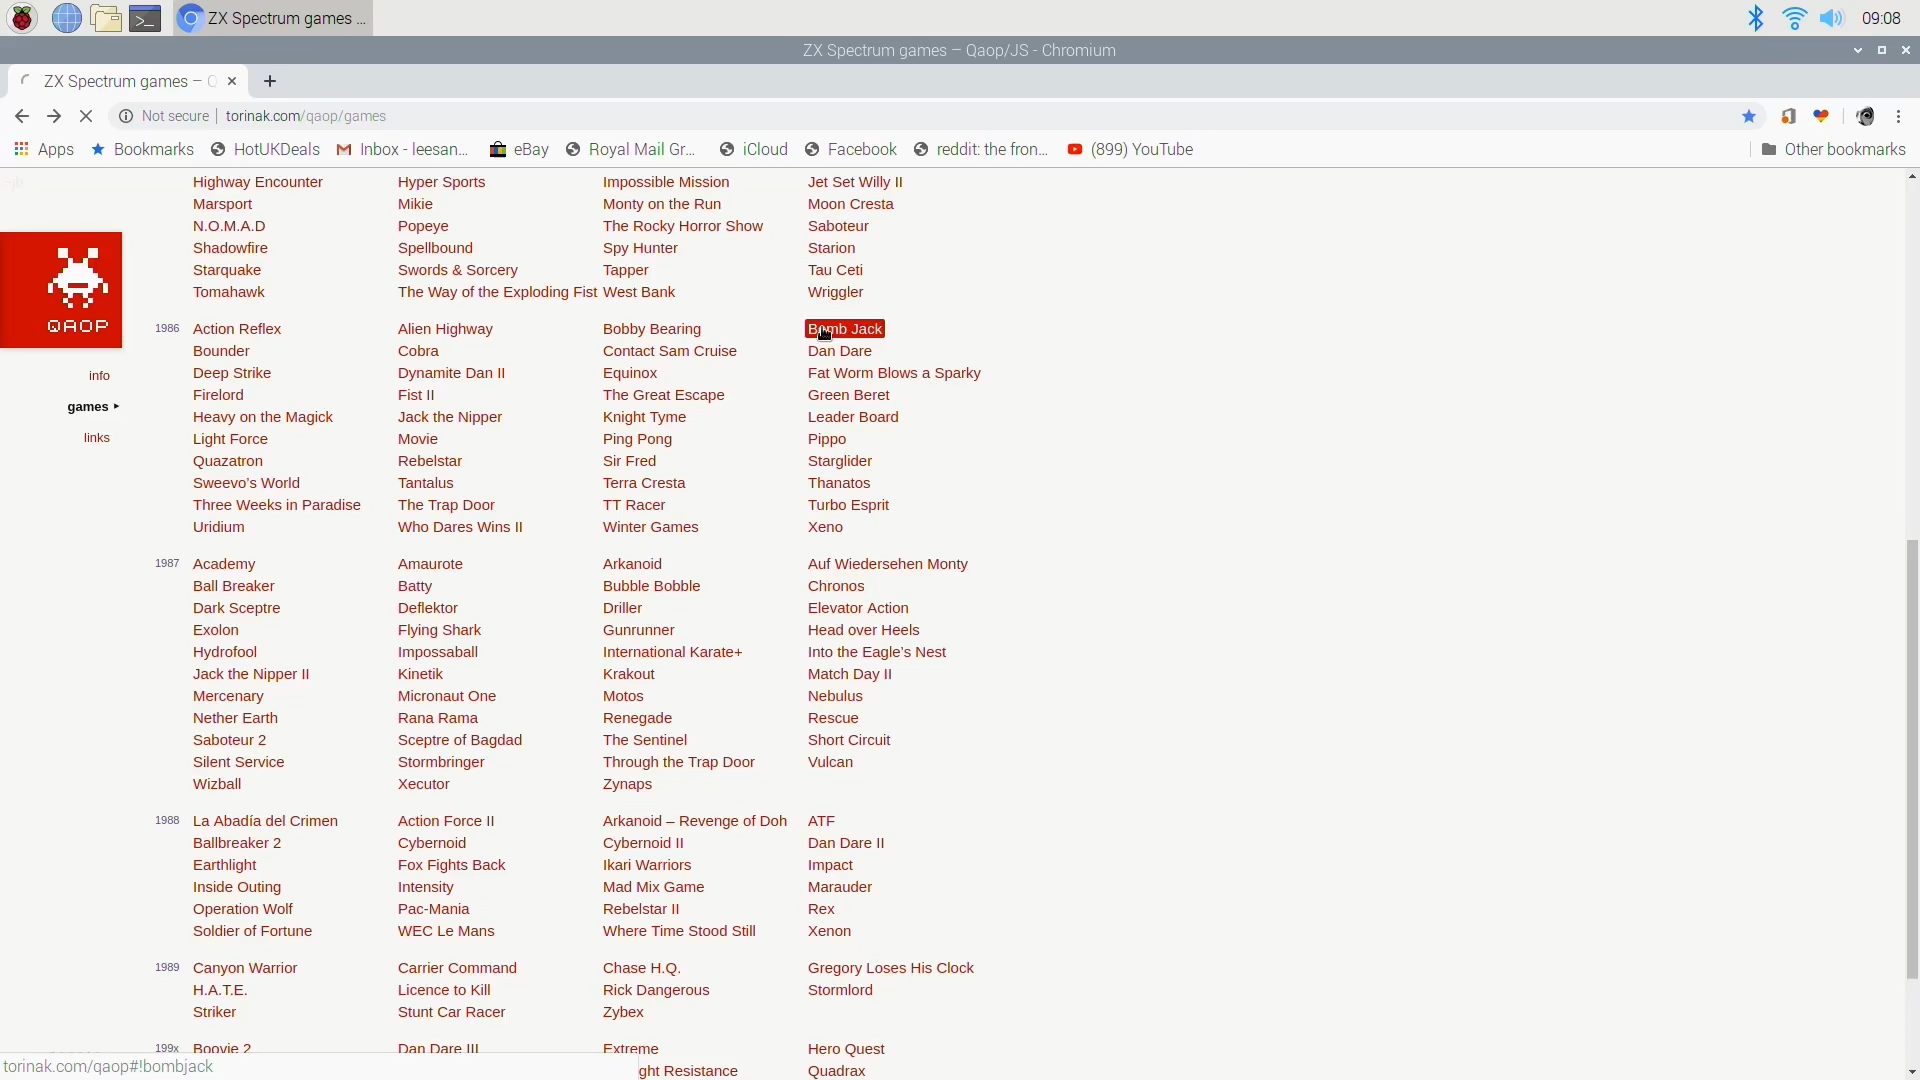 ZX Spectrum games ... 09:08
ZX Spectrum games – Qaop/JS - Chromium
ZX Spectrum games –
Not secure torinak.com/qaop/games
Apps Bookmarks HotUKDeals Inbox - leesan... eBay Royal Mail Gr... iCloud Facebook reddit: the fron... (899) YouTube Other bookmarks
QAOP
info
games
links
Highway Encounter Hyper Sports Impossible Mission Jet Set Willy II
Marsport Mikie Monty on the Run Moon Cresta
N.O.M.A.D Popeye The Rocky Horror Show Saboteur
Shadowfire Spellbound Spy Hunter Starion
Starquake Swords & Sorcery Tapper Tau Ceti
Tomahawk The Way of the Exploding Fist West Bank Wriggler
1986 Action Reflex Alien Highway Bobby Bearing Bomb Jack
Bounder Cobra Contact Sam Cruise Dan Dare
Deep Strike Dynamite Dan II Equinox Fat Worm Blows a Sparky
Firelord Fist II The Great Escape Green Beret
Heavy on the Magick Jack the Nipper Knight Tyme Leader Board
Light Force Movie Ping Pong Pippo
Quazatron Rebelstar Sir Fred Starglider
Sweevo’s World Tantalus Terra Cresta Thanatos
Three Weeks in Paradise The Trap Door TT Racer Turbo Esprit
Uridium Who Dares Wins II Winter Games Xeno
1987 Academy Amaurote Arkanoid Auf Wiedersehen Monty
Ball Breaker Batty Bubble Bobble Chronos
Dark Sceptre Deflektor Driller Elevator Action
Exolon Flying Shark Gunrunner Head over Heels
Hydrofool Impossaball International Karate+ Into the Eagle’s Nest
Jack the Nipper II Kinetik Krakout Match Day II
Mercenary Micronaut One Motos Nebulus
Nether Earth Rana Rama Renegade Rescue
Saboteur 2 Sceptre of Bagdad The Sentinel Short Circuit
Silent Service Stormbringer Through the Trap Door Vulcan
Wizball Xecutor Zynaps
1988 La Abadía del Crimen Action Force II Arkanoid – Revenge of Doh ATF
Ballbreaker 2 Cybernoid Cybernoid II Dan Dare II
Earthlight Fox Fights Back Ikari Warriors Impact
Inside Outing Intensity Mad Mix Game Marauder
Operation Wolf Pac-Mania Rebelstar II Rex
Soldier of Fortune WEC Le Mans Where Time Stood Still Xenon
1989 Canyon Warrior Carrier Command Chase H.Q. Gregory Loses His Clock
H.A.T.E. Licence to Kill Rick Dangerous Stormlord
Striker Stunt Car Racer Zybex
199x Boovie 2 Dan Dare III Extreme Hero Quest
ght Resistance Quadrax
torinak.com/qaop#!bombjack